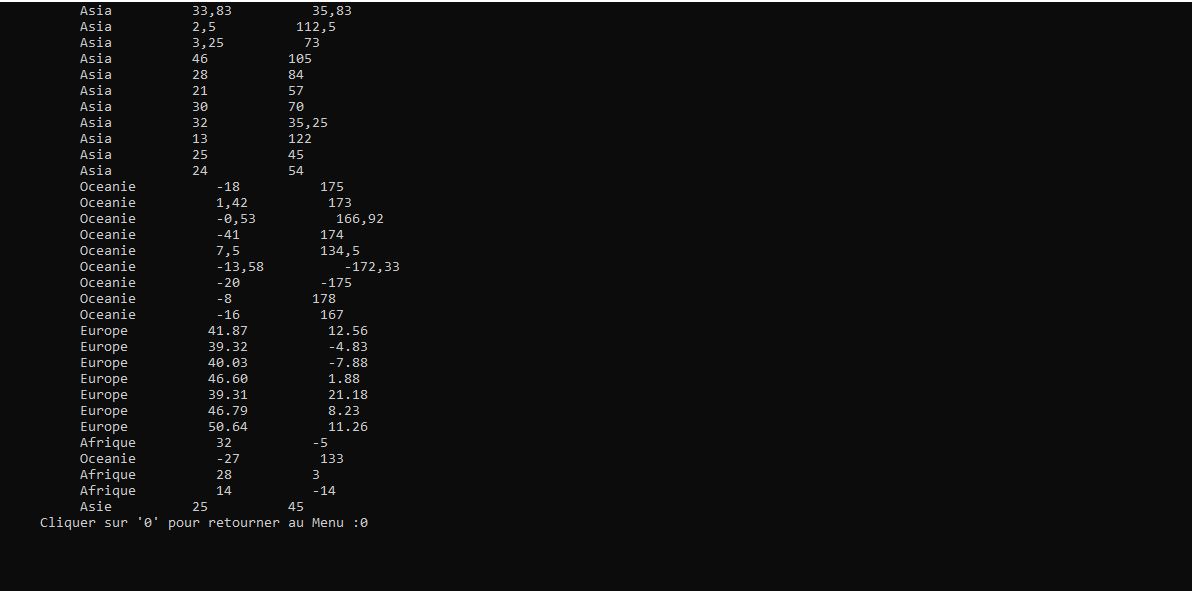 Asia 33,83 35,83
Asia 2,5 112,5
Asia 3,25 73
Asia 46 105
Asia 28 84
Asia 21 57
Asia 30 70
Asia 32 35,25
Asia 13 122
Asia 25 45
Asia 24 54
Oceanie -18 175
Oceanie 1,42 173
Oceanie -0,53 166,92
Oceanie -41 174
Oceanie 7,5 134,5
Oceanie -13,58 -172,33
Oceanie -20 -175
Oceanie -8 178
Oceanie -16 167
Europe 41.87 12.56
Europe 39.32 -4.83
Europe 40.03 -7.88
Europe 46.60 1.88
Europe 39.31 21.18
Europe 46.79 8.23
Europe 50.64 11.26
Afrique 32 -5
Oceanie -27 133
Afrique 28 3
Afrique 14 -14
Asie 25 45
Cliquer sur '0' pour retourner au Menu :0